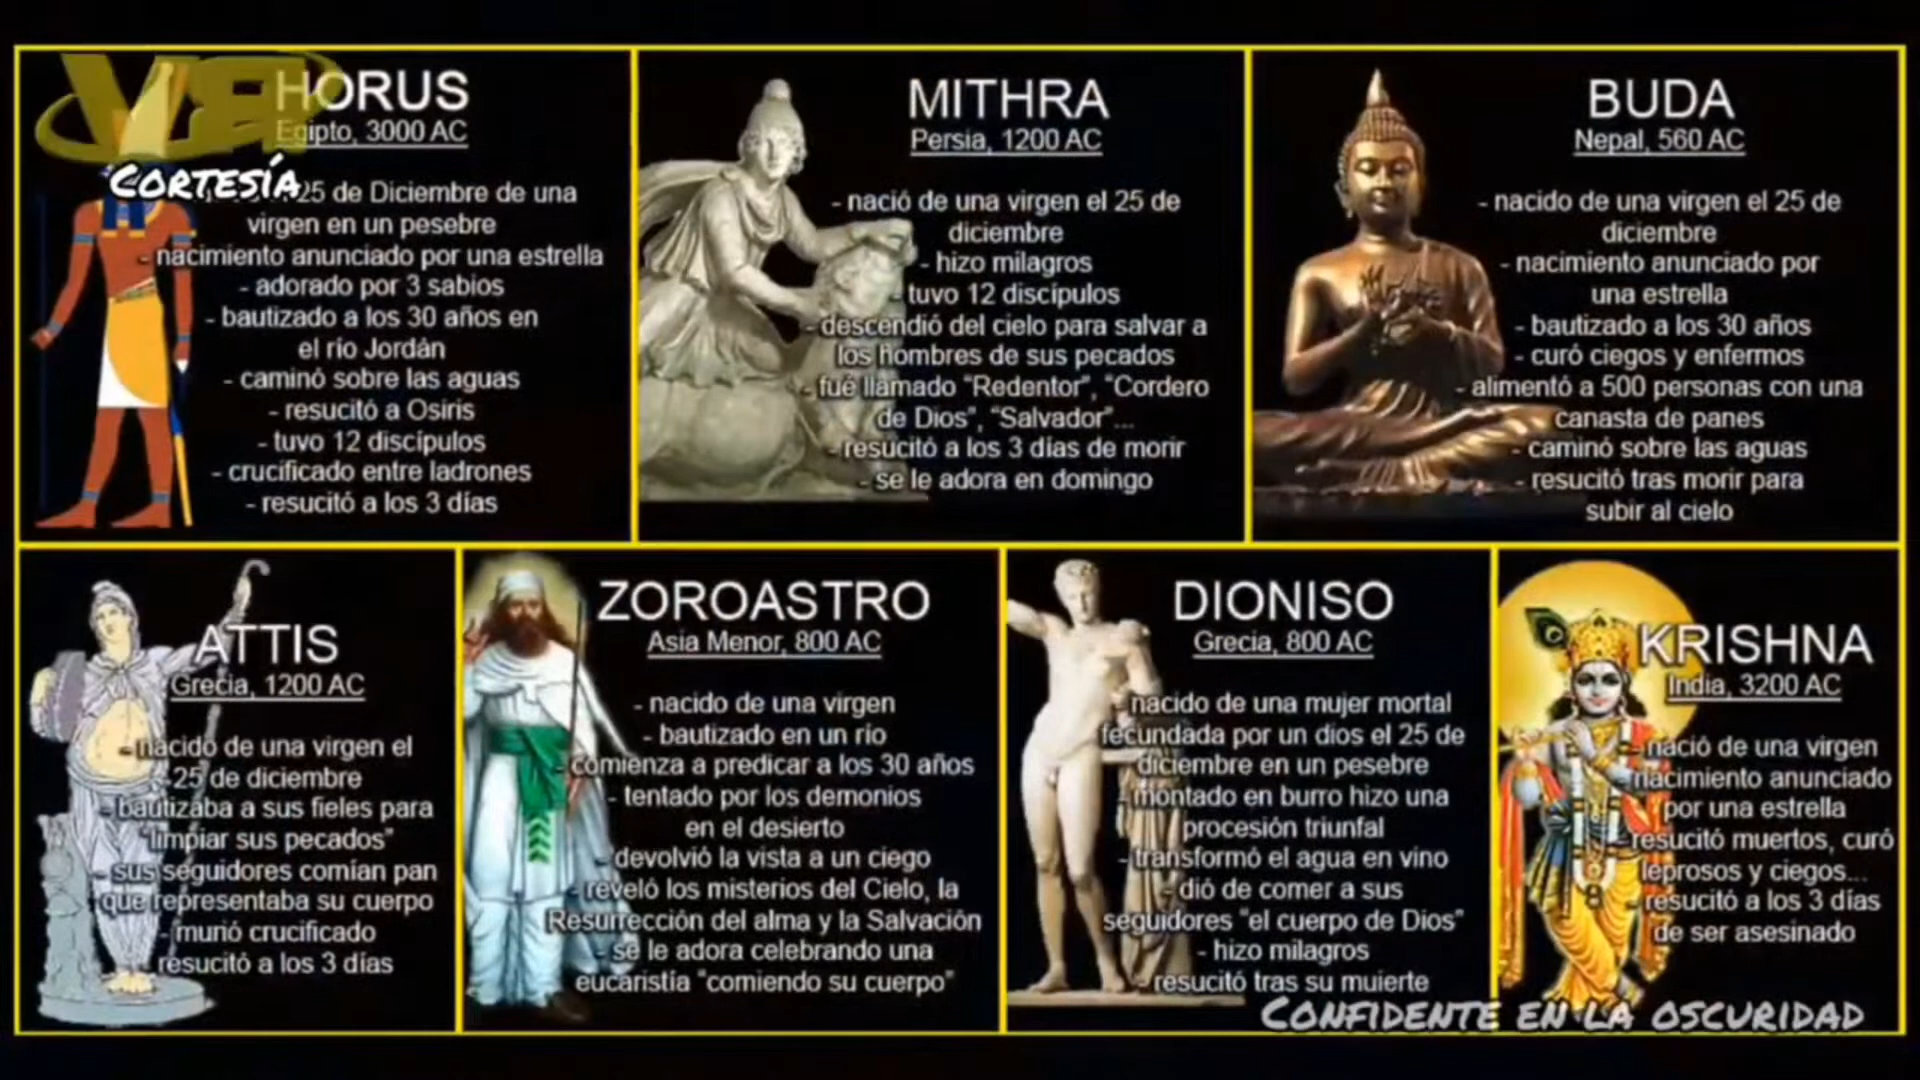 VBR
CORTESÍA
HORUS
Egipto, 3000 AC
25 de Diciembre de una
virgen en un pesebre
- nacimiento anunciado por una estrella
- adorado por 3 sabios
- bautizado a los 30 años en
el río Jordán
- caminó sobre las aguas
- resucitó a Osiris
- tuvo 12 discípulos
- crucificado entre ladrones
- resucitó a los 3 días
MITHRA
Persia, 1200 AC
- nació de una virgen el 25 de
diciembre
- hizo milagros
tuvo 12 discípulos
- descendió del cielo para salvar a
los hombres de sus pecados
- fué llamado "Redentor", "Cordero
de Dios", "Salvador"...
- resucitó a los 3 días de morir
- se le adora en domingo
BUDA
Nepal, 560 AC
- nacido de una virgen el 25 de
diciembre
- nacimiento anunciado por
una estrella
- bautizado a los 30 años
- curó ciegos y enfermos
- alimentó a 500 personas con una
canasta de panes
- caminó sobre las aguas
- resucitó tras morir para
subir al cielo
ATTIS
Grecia, 1200 AC
- nacido de una virgen el
25 de diciembre
- bautizaba a sus fieles para
"limpiar sus pecados"
- sus seguidores comían pan
que representaba su cuerpo
- murió crucificado
- resucitó a los 3 días
ZOROASTRO
Asia Menor, 800 AC
- nacido de una virgen
- bautizado en un río
- comienza a predicar a los 30 años
- tentado por los demonios
en el desierto
- devolvió la vista a un ciego
- reveló los misterios del Cielo, la
Resurrección del alma y la Salvación
- se le adora celebrando una
eucaristía "comiendo su cuerpo"
DIONISO
Grecia, 800 AC
nacido de una mujer mortal
fecundada por un dios el 25 de
diciembre en un pesebre
- montado en burro hizo una
procesión triunfal
- transformó el agua en vino
- dió de comer a sus
seguidores "el cuerpo de Dios"
- hizo milagros
- resucitó tras su muierte
KRISHNA
India, 3200 AC
- nació de una virgen
- nacimiento anunciado
por una estrella
- resucitó muertos, curó
leprosos y ciegos...
- resucitó a los 3 días
de ser asesinado
CONFIDENTE EN LA OSCURIDAD